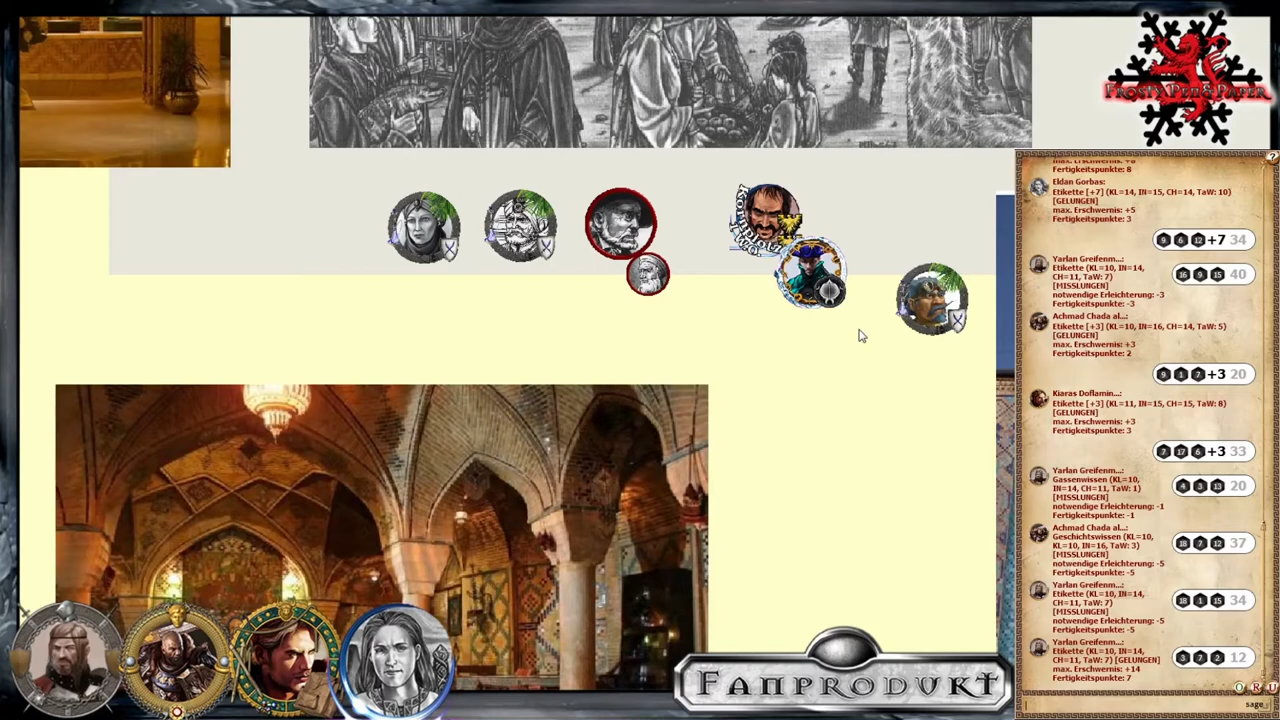 FROSTY PEN&PAPER
?
max. Erschwernis: +8
Fertigkeitspunkte: 8
Eldan Gorbas:
Etikette [+7] (KL=14, IN=15, CH=14, TaW: 10)
[GELUNGEN]
max. Erschwernis: +5
Fertigkeitspunkte: 3
9 6 12 +7 34
Yarlan Greifenm...:
Etikette (KL=10, IN=14,
CH=11, TaW: 7)
[MISSLUNGEN]
notwendige Erleichterung: -3
Fertigkeitspunkte: -3
16 9 15 40
Achmad Chada al...:
Etikette [+3] (KL=10, IN=16, CH=14, TaW: 5)
[GELUNGEN]
max. Erschwernis: +3
Fertigkeitspunkte: 2
9 1 7 +3 20
Kiaras Doflamin...:
Etikette [+3] (KL=11, IN=15, CH=15, TaW: 8)
[GELUNGEN]
max. Erschwernis: +3
Fertigkeitspunkte: 3
7 17 6 +3 33
Yarlan Greifenm...:
Gassenwissen (KL=10,
IN=14, CH=11, TaW: 1)
[MISSLUNGEN]
notwendige Erleichterung: -1
Fertigkeitspunkte: -1
4 3 13 20
Achmad Chada al...:
Geschichtswissen (KL=10,
KL=10, IN=16, TaW: 3)
[MISSLUNGEN]
notwendige Erleichterung: -5
Fertigkeitspunkte: -5
18 7 12 37
Yarlan Greifenm...:
Etikette (KL=10, IN=14,
CH=11, TaW: 7)
[MISSLUNGEN]
notwendige Erleichterung: -5
Fertigkeitspunkte: -5
18 1 15 34
Yarlan Greifenm...:
Etikette (KL=10, IN=14,
CH=11, TaW: 7) [GELUNGEN]
max. Erschwernis: +14
Fertigkeitspunkte: 7
3 7 2 12
O R U
sage
FANPRODUKT